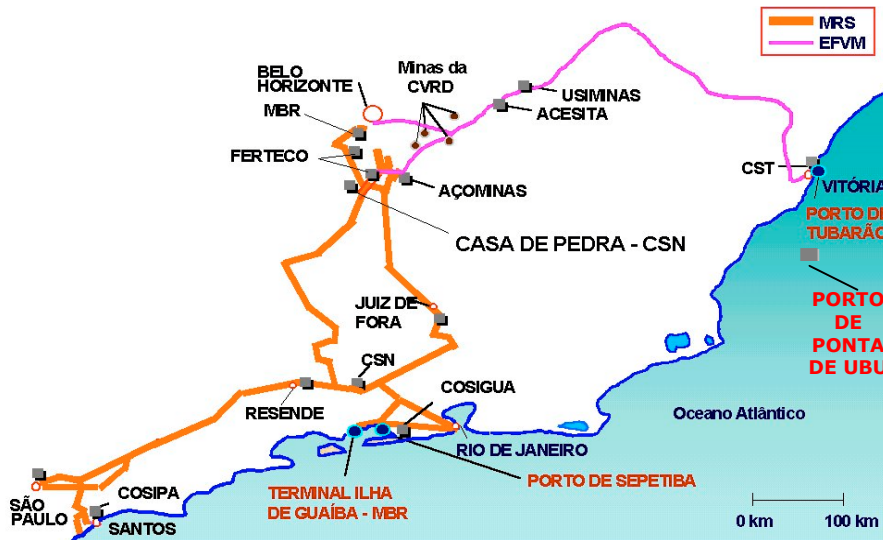 MRS
EFVM
BELO
HORIZONTE
Minas da
CVRD
MBR
USIMINAS
ACESITA
FERTECO
AÇOMINAS
CST
VITÓRIA
PORTO DE
TUBARÃO
CASA DE PEDRA - CSN
PORTO
DE
PONTA
DE UBU
JUIZ DE
FORA
CSN
RESENDE
COSIGUA
Oceano Atlântico
RIO DE JANEIRO
PORTO DE SEPETIBA
TERMINAL ILHA
DE GUAÍBA - MBR
COSIPA
SÃO
PAULO
SANTOS
0 km
100 km